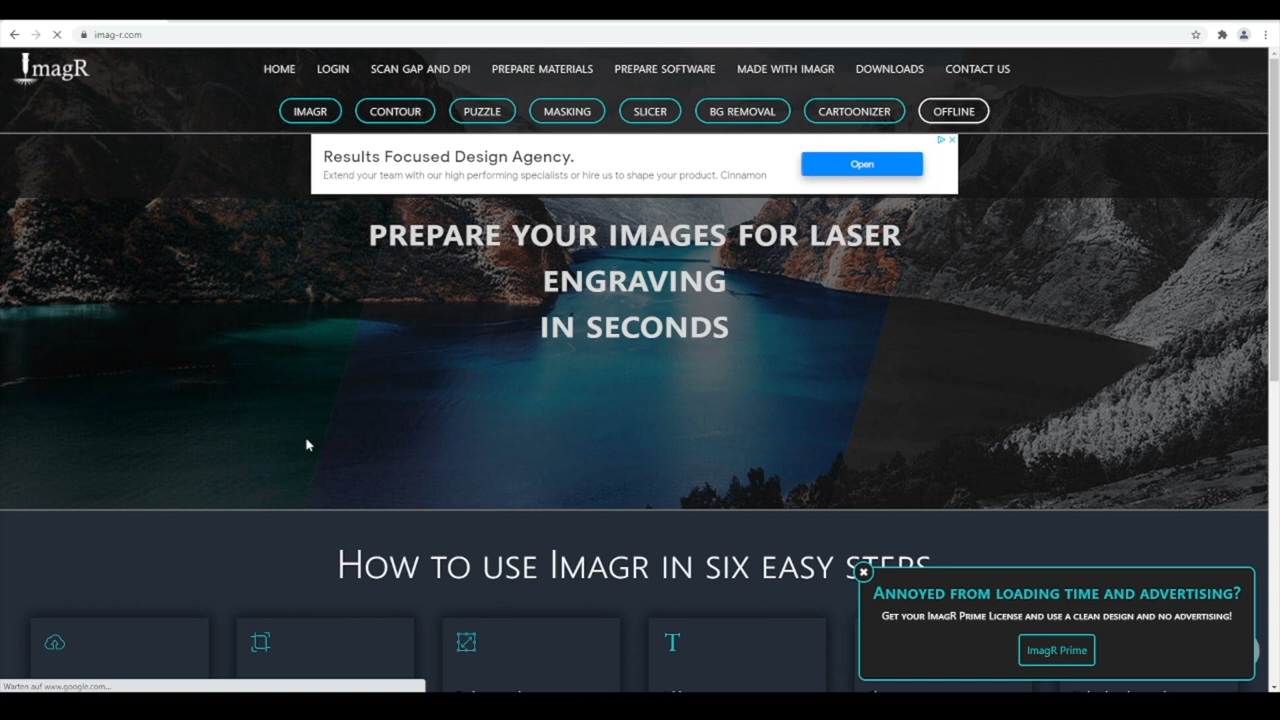 imag-r.com
ImagR
HOME LOGIN SCAN GAP AND DPI PREPARE MATERIALS PREPARE SOFTWARE MADE WITH IMAGR DOWNLOADS CONTACT US
IMAGR CONTOUR PUZZLE MASKING SLICER BG REMOVAL CARTOONIZER OFFLINE
Results Focused Design Agency.
Extend your team with our high performing specialists or hire us to shape your product. Cinnamon
Open
PREPARE YOUR IMAGES FOR LASER
ENGRAVING
IN SECONDS
How to use Imagr in six easy steps
Annoyed from loading time and advertising?
Get your ImagR Prime License and use a clean design and no advertising!
ImagR Prime
Warten auf www.google.com...